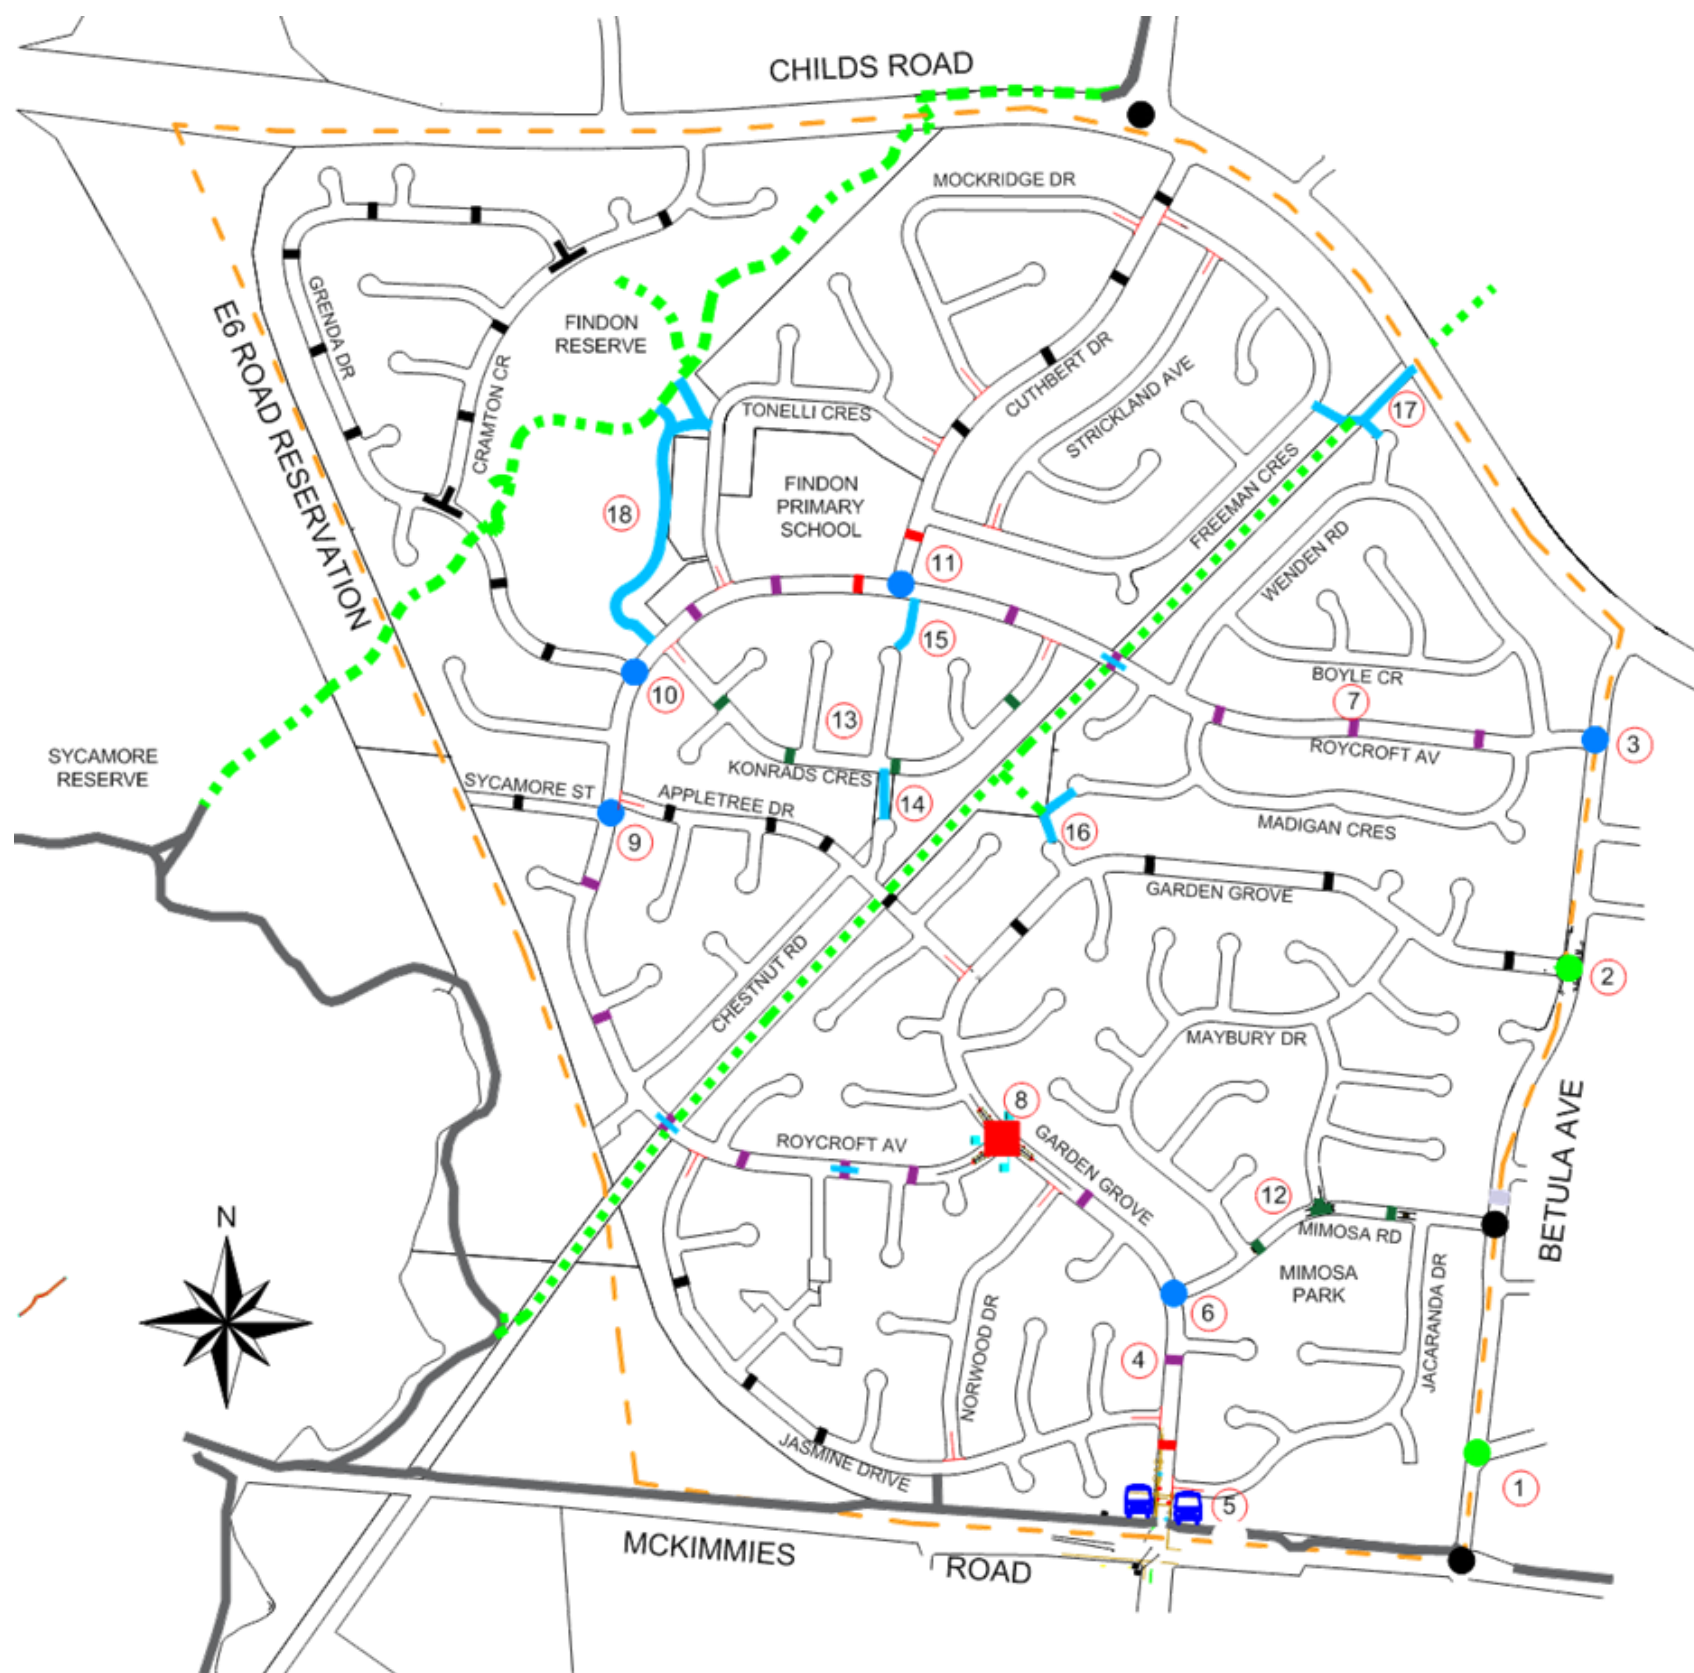 CHILDS ROAD
MOCKRIDGE DR
GRENDA DR
E6 ROAD RESERVATION
FINDON
RESERVE
CRAMTON CR
TONELLI CRES
CUTHBERT DR
STRICKLAND AVE
17
FINDON
PRIMARY
SCHOOL
18
FREEMAN CRES
WENDEN RD
11
15
10
13
BOYLE CR
7
ROYCROFT AV
3
SYCAMORE
RESERVE
SYCAMORE ST
KONRADS CRES
APPLETREE DR
14
16
MADIGAN CRES
9
GARDEN GROVE
CHESTNUT RD
2
MAYBURY DR
8
ROYCROFT AV
GARDEN GROVE
BETULA AVE
12
MIMOSA RD
N
MIMOSA
PARK
6
JACARANDA DR
4
NORWOOD DR
JASMINE DRIVE
5
1
MCKIMMIES
ROAD